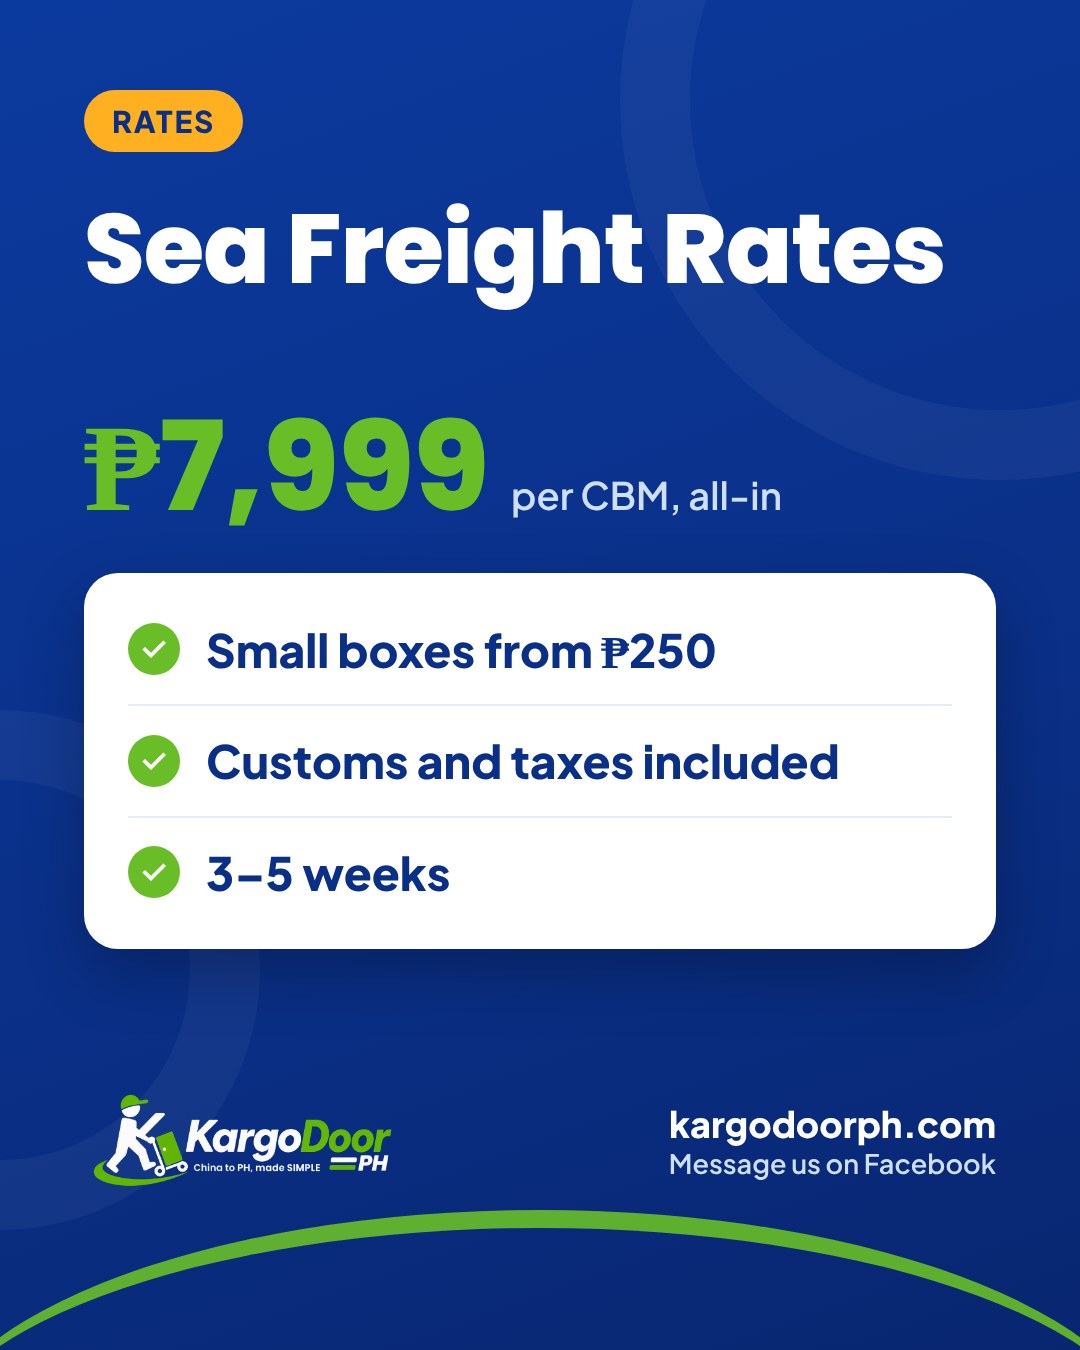 RATES
Sea Freight Rates
₱7,999 per CBM, all-in
Small boxes from ₱250
Customs and taxes included
3–5 weeks
KargoDoor
China to PH, made SIMPLE PH
kargodoorph.com
Message us on Facebook